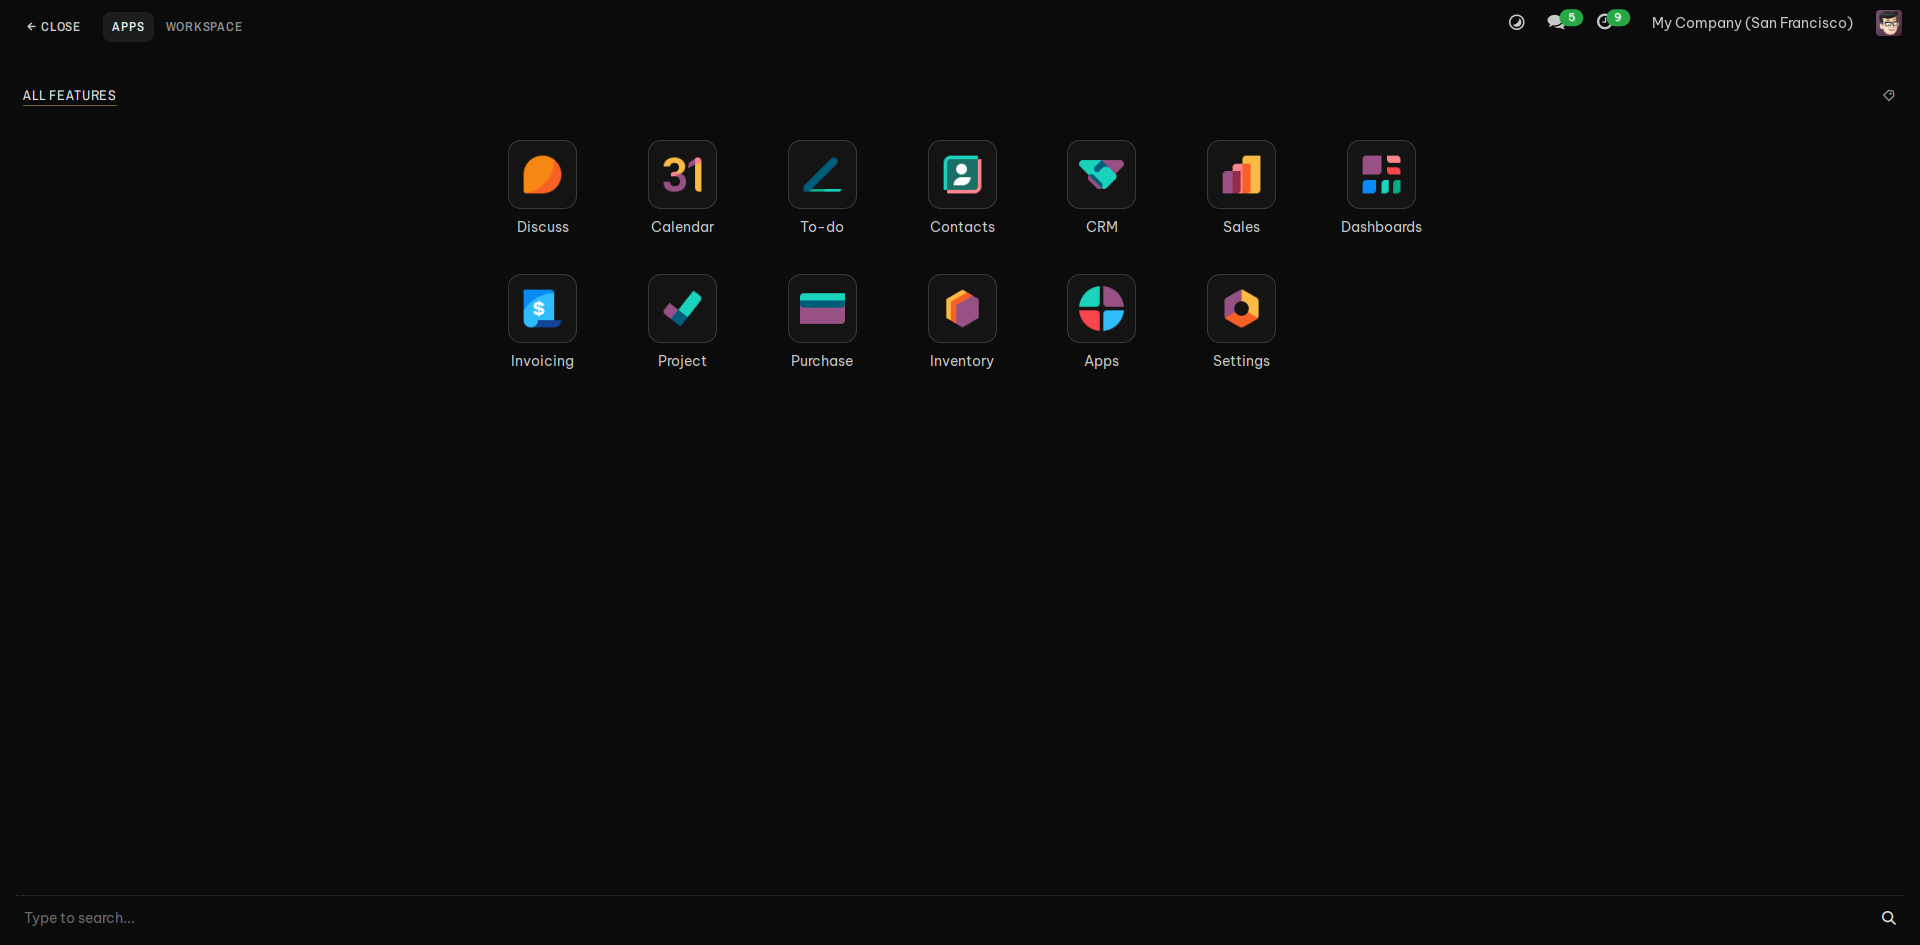 CLOSE
APPS
WORKSPACE
5
9
My Company (San Francisco)
ALL FEATURES
31
Discuss
Calendar
To-do
Contacts
CRM
Sales
Dashboards
$
Invoicing
Project
Purchase
Inventory
Apps
Settings
Type to search...